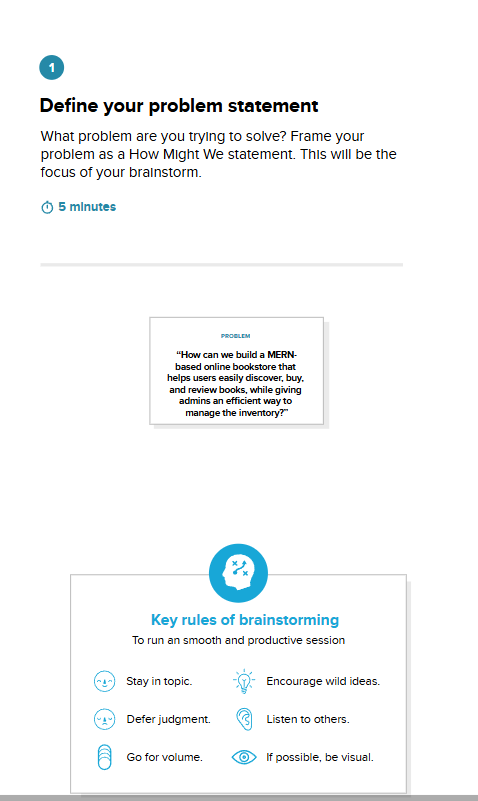 1
Define your problem statement
What problem are you trying to solve? Frame your
problem as a How Might We statement. This will be the
focus of your brainstorm.
5 minutes
PROBLEM
“How can we build a MERN-
based online bookstore that
helps users easily discover, buy,
and review books, while giving
admins an efficient way to
manage the inventory?”
Key rules of brainstorming
To run an smooth and productive session
Stay in topic.
Encourage wild ideas.
Defer judgment.
Listen to others.
Go for volume.
If possible, be visual.